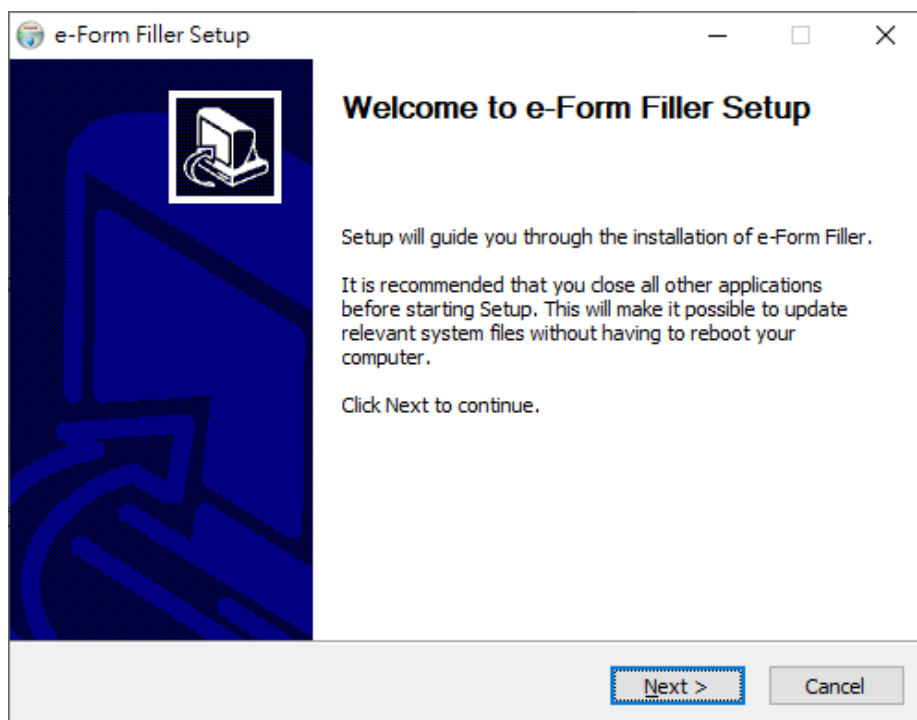 e-Form Filler Setup
Welcome to e-Form Filler Setup
Setup will guide you through the installation of e-Form Filler.
It is recommended that you close all other applications
before starting Setup. This will make it possible to update
relevant system files without having to reboot your
computer.
Click Next to continue.
Next >
Cancel